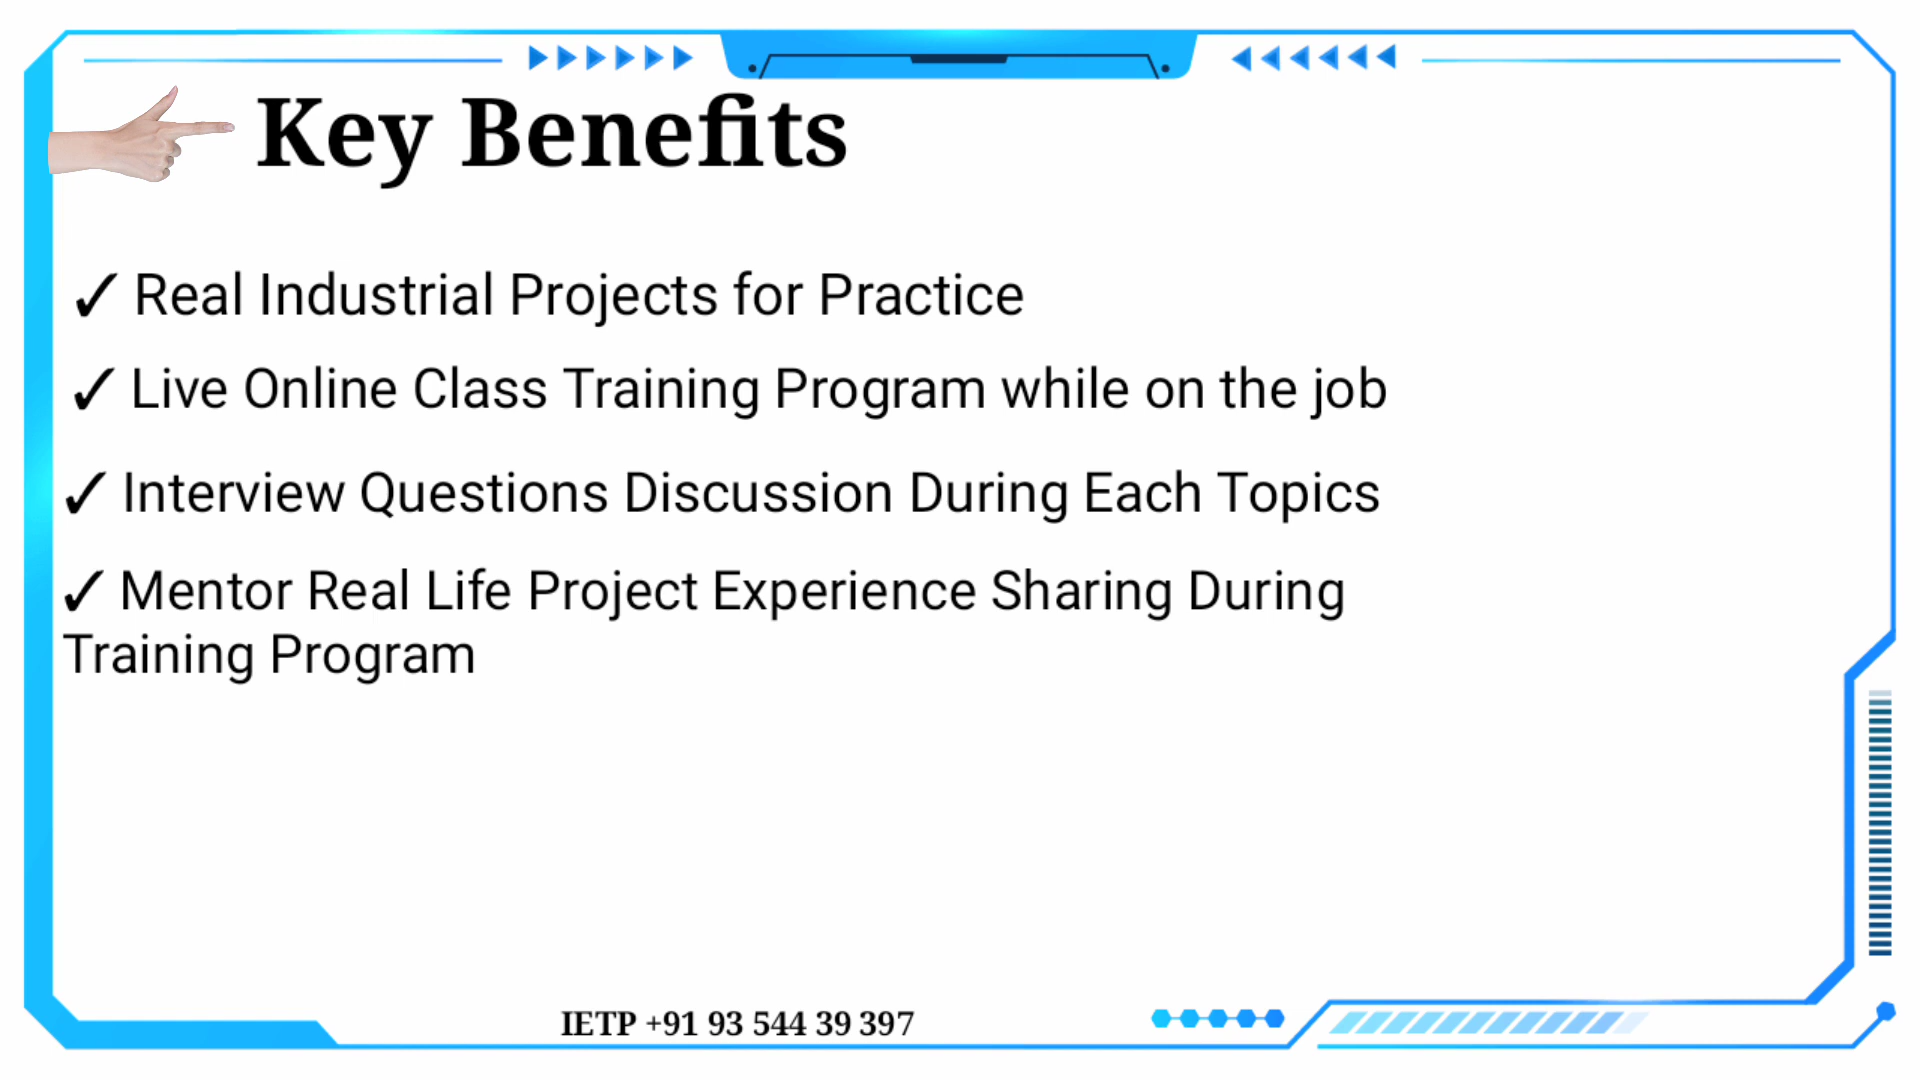 Key Benefits
✓ Real Industrial Projects for Practice
✓ Live Online Class Training Program while on the job
✓ Interview Questions Discussion During Each Topics
✓ Mentor Real Life Project Experience Sharing During
Training Program
IETP +91 93 544 39 397